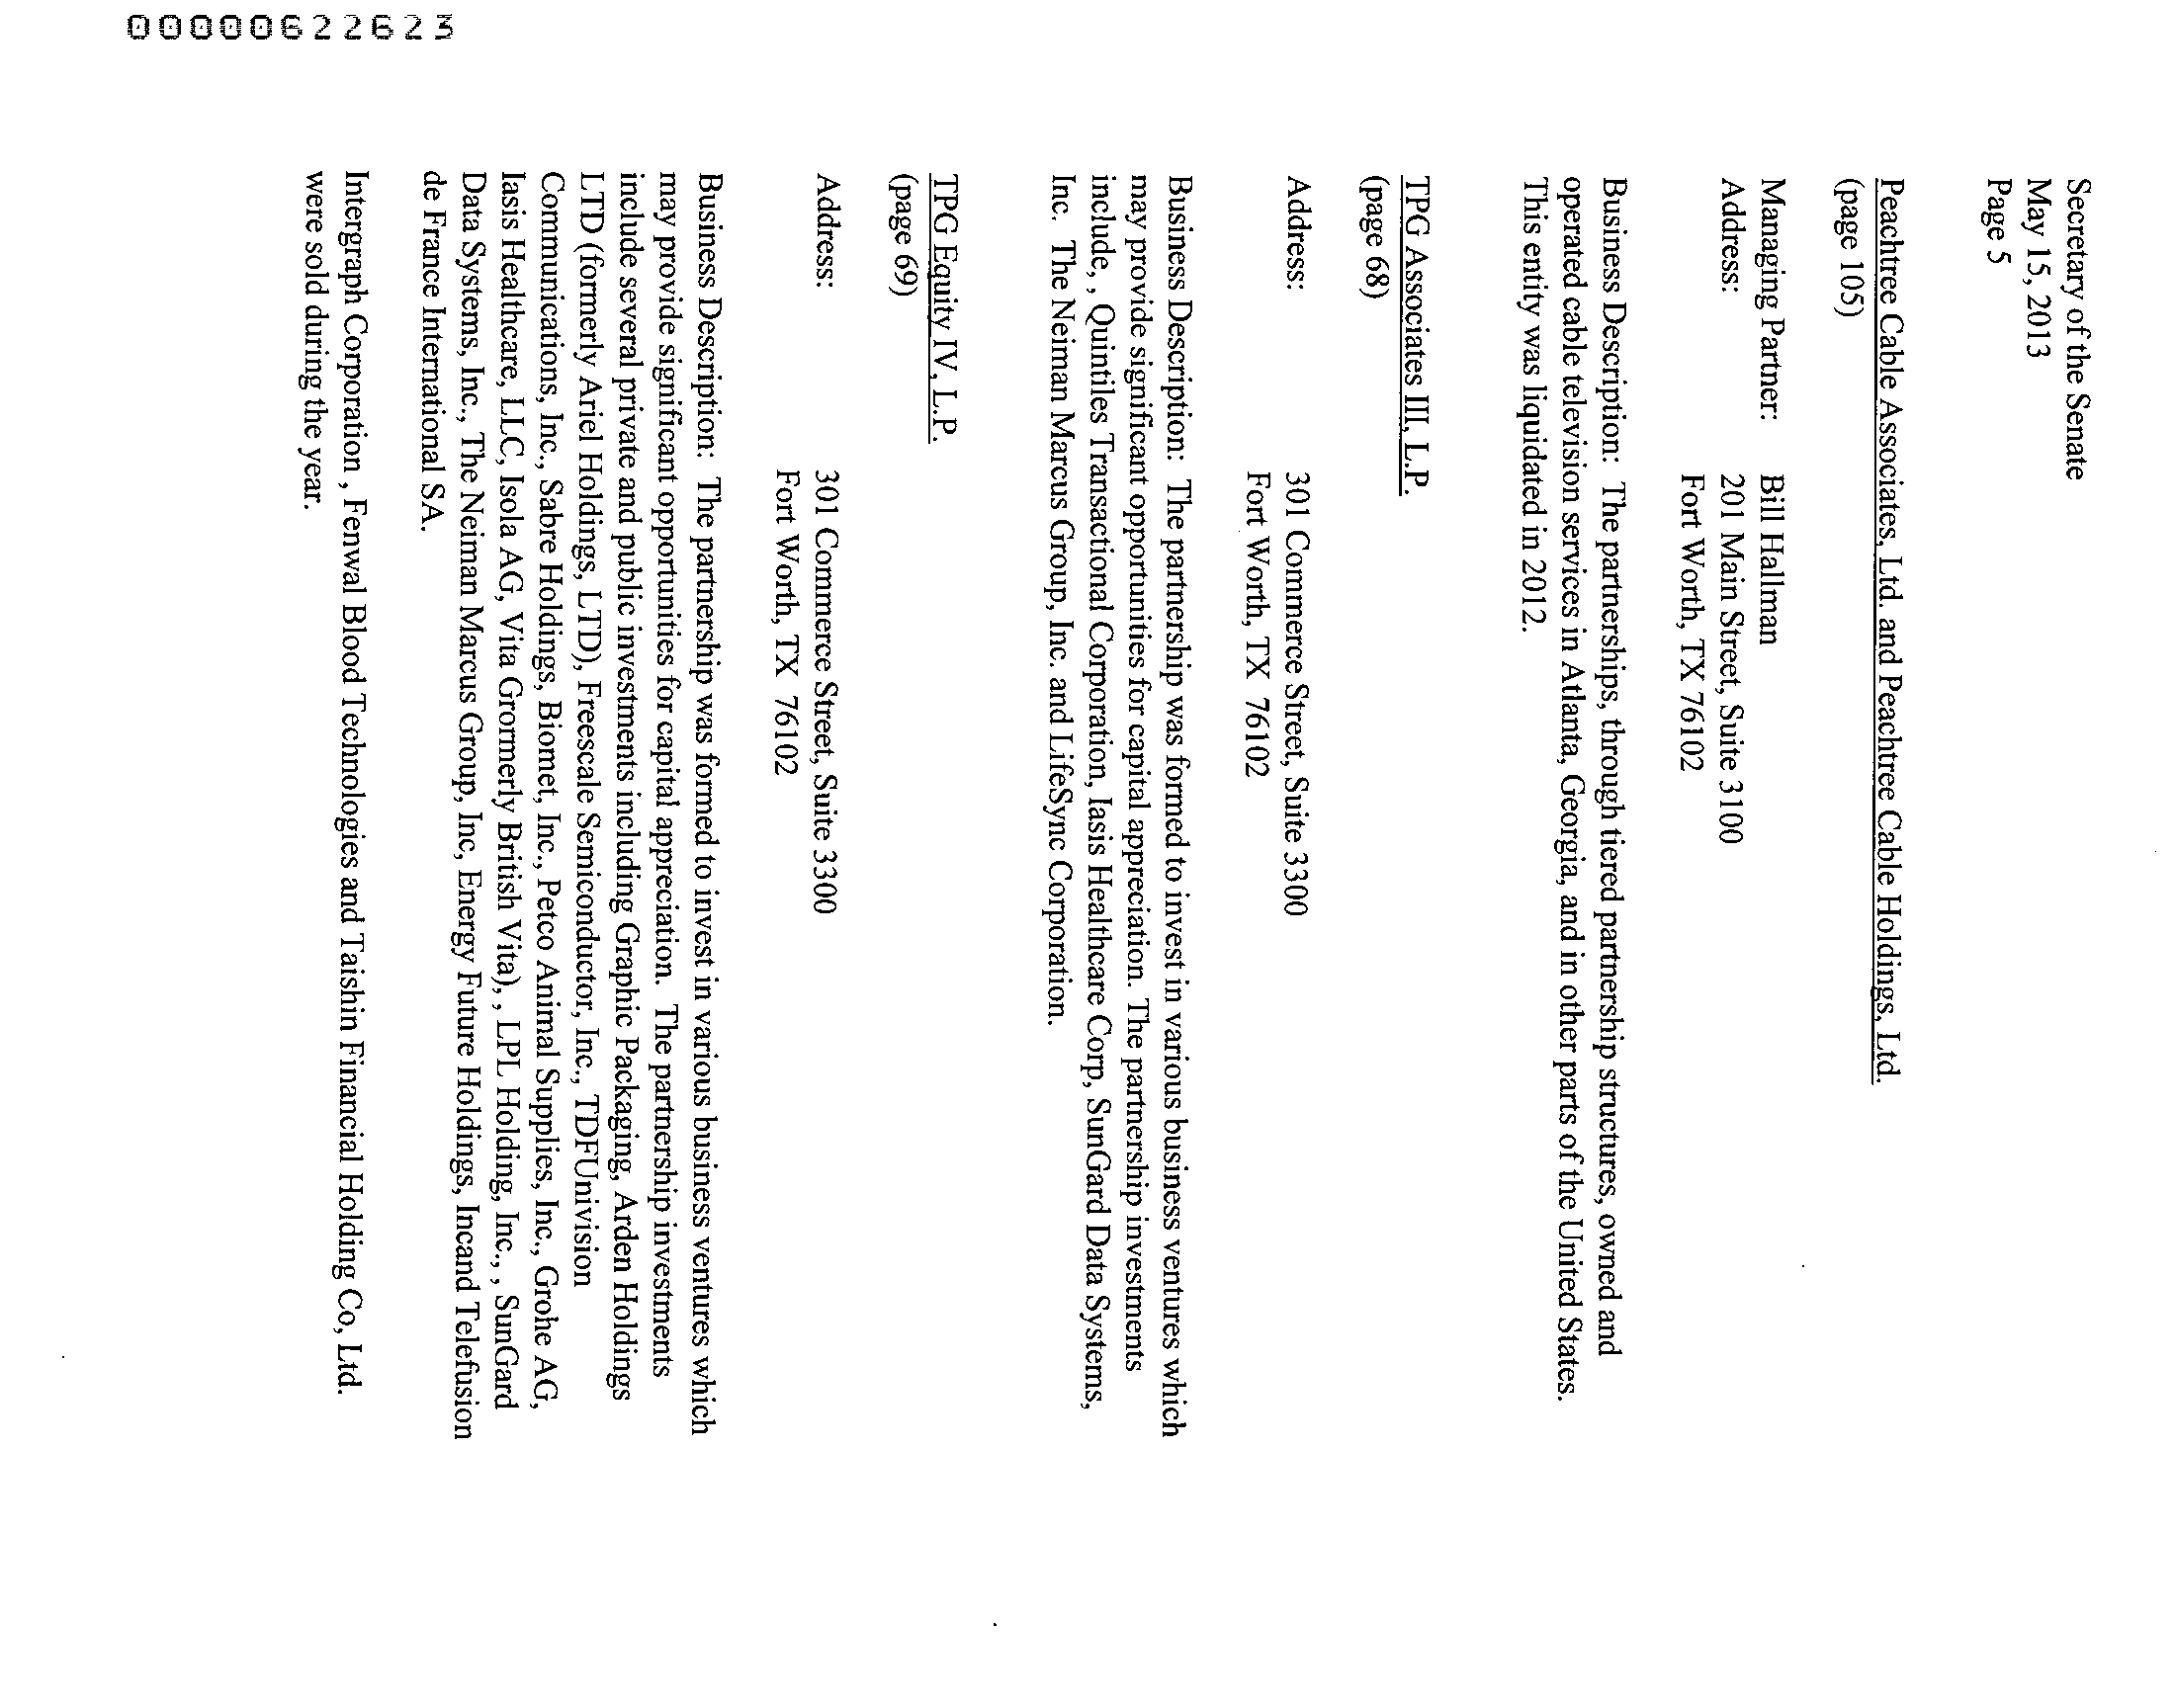 00000622623
Secretary of the Senate
May 15, 2013
Page 5
Peachtree Cable Associates, Ltd. and Peachtree Cable Holdings, Ltd.
(page 105)
Managing Partner: Bill Hallman
Address: 201 Main Street, Suite 3100
Fort Worth, TX 76102
Business Description: The partnerships, through tiered partnership structures, owned and
operated cable television services in Atlanta, Georgia, and in other parts of the United States.
This entity was liquidated in 2012.
TPG Associates III, L.P.
(page 68)
Address: 301 Commerce Street, Suite 3300
Fort Worth, TX 76102
Business Description: The partnership was formed to invest in various business ventures which
may provide significant opportunities for capital appreciation. The partnership investments
include, , Quintiles Transactional Corporation, Iasis Healthcare Corp, SunGard Data Systems,
Inc. The Neiman Marcus Group, Inc. and LifeSync Corporation.
TPG Equity IV, L.P.
(page 69)
Address: 301 Commerce Street, Suite 3300
Fort Worth, TX 76102
Business Description: The partnership was formed to invest in various business ventures which
may provide significant opportunities for capital appreciation. The partnership investments
include several private and public investments including Graphic Packaging, Arden Holdings
LTD (formerly Ariel Holdings, LTD), Freescale Semiconductor, Inc., TDFUnivision
Communications, Inc., Sabre Holdings, Biomet, Inc., Petco Animal Supplies, Inc., Grohe AG,
Iasis Healthcare, LLC, Isola AG, Vita Grormerly British Vita), , LPL Holding, Inc., , SunGard
Data Systems, Inc., The Neiman Marcus Group, Inc, Energy Future Holdings, Incand Telefusion
de France International SA.
Intergraph Corporation , Fenwal Blood Technologies and Taishin Financial Holding Co, Ltd.
were sold during the year.